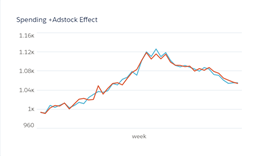 Spending +Adstock Effect
1.16k
1.12k
1.08k
1.04k
1k
960
week